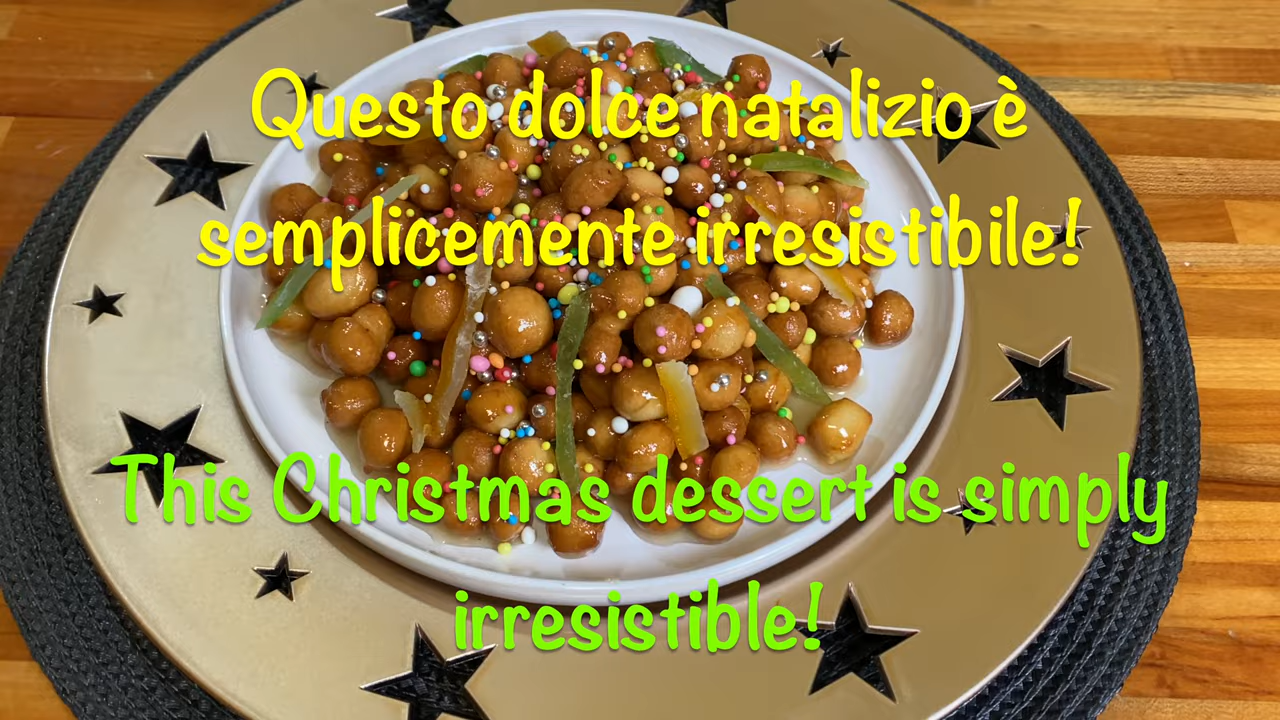 Questo dolce natalizio è
semplicemente irresistibile!
This Christmas dessert is simply
irresistible!